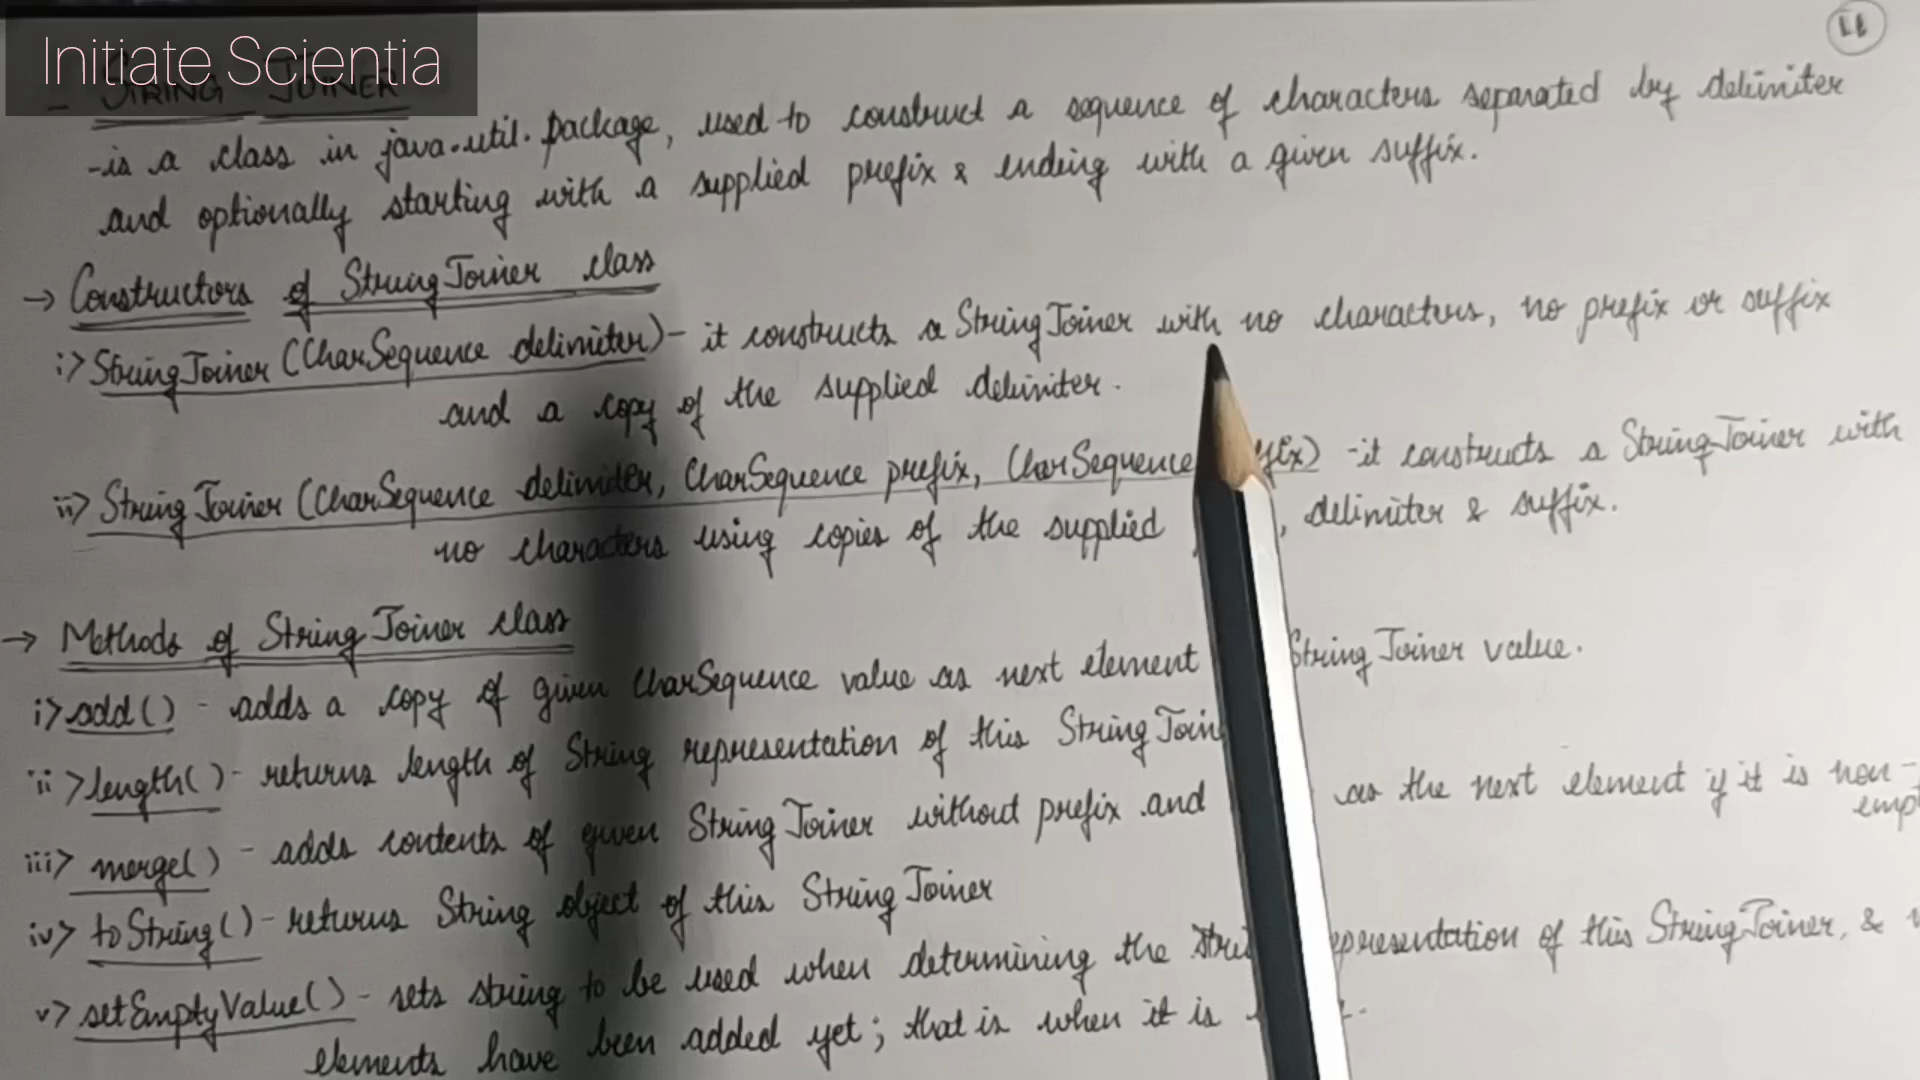 Initiate Scientia
11
- STRING JOINER
-is a class in java.util. package, used to construct a sequence of characters separated by delimiter
and optionally starting with a supplied prefix & ending with a given suffix.
→ Constructors of StringJoiner class
i> StringJoiner (CharSequence delimiter) - it constructs a StringJoiner with no characters, no prefix or suffix
and a copy of the supplied delimiter.
ii> StringJoiner (CharSequence delimiter, CharSequence prefix, CharSequence fix) -it constructs a StringJoiner with
no characters using copies of the supplied , delimiter & suffix.
→ Methods of StringJoiner class
i> add() - adds a copy of given CharSequence value as next element StringJoiner value.
ii> length() - returns length of String representation of this StringJoin
iii> merge() - adds contents of given StringJoiner without prefix and as the next element if it is non-
empt
iv> toString() - returns String object of this StringJoiner
v> setEmptyValue() - sets string to be used when determining the Stri epresentation of this StringJoiner, &
elements have been added yet; that is when it is